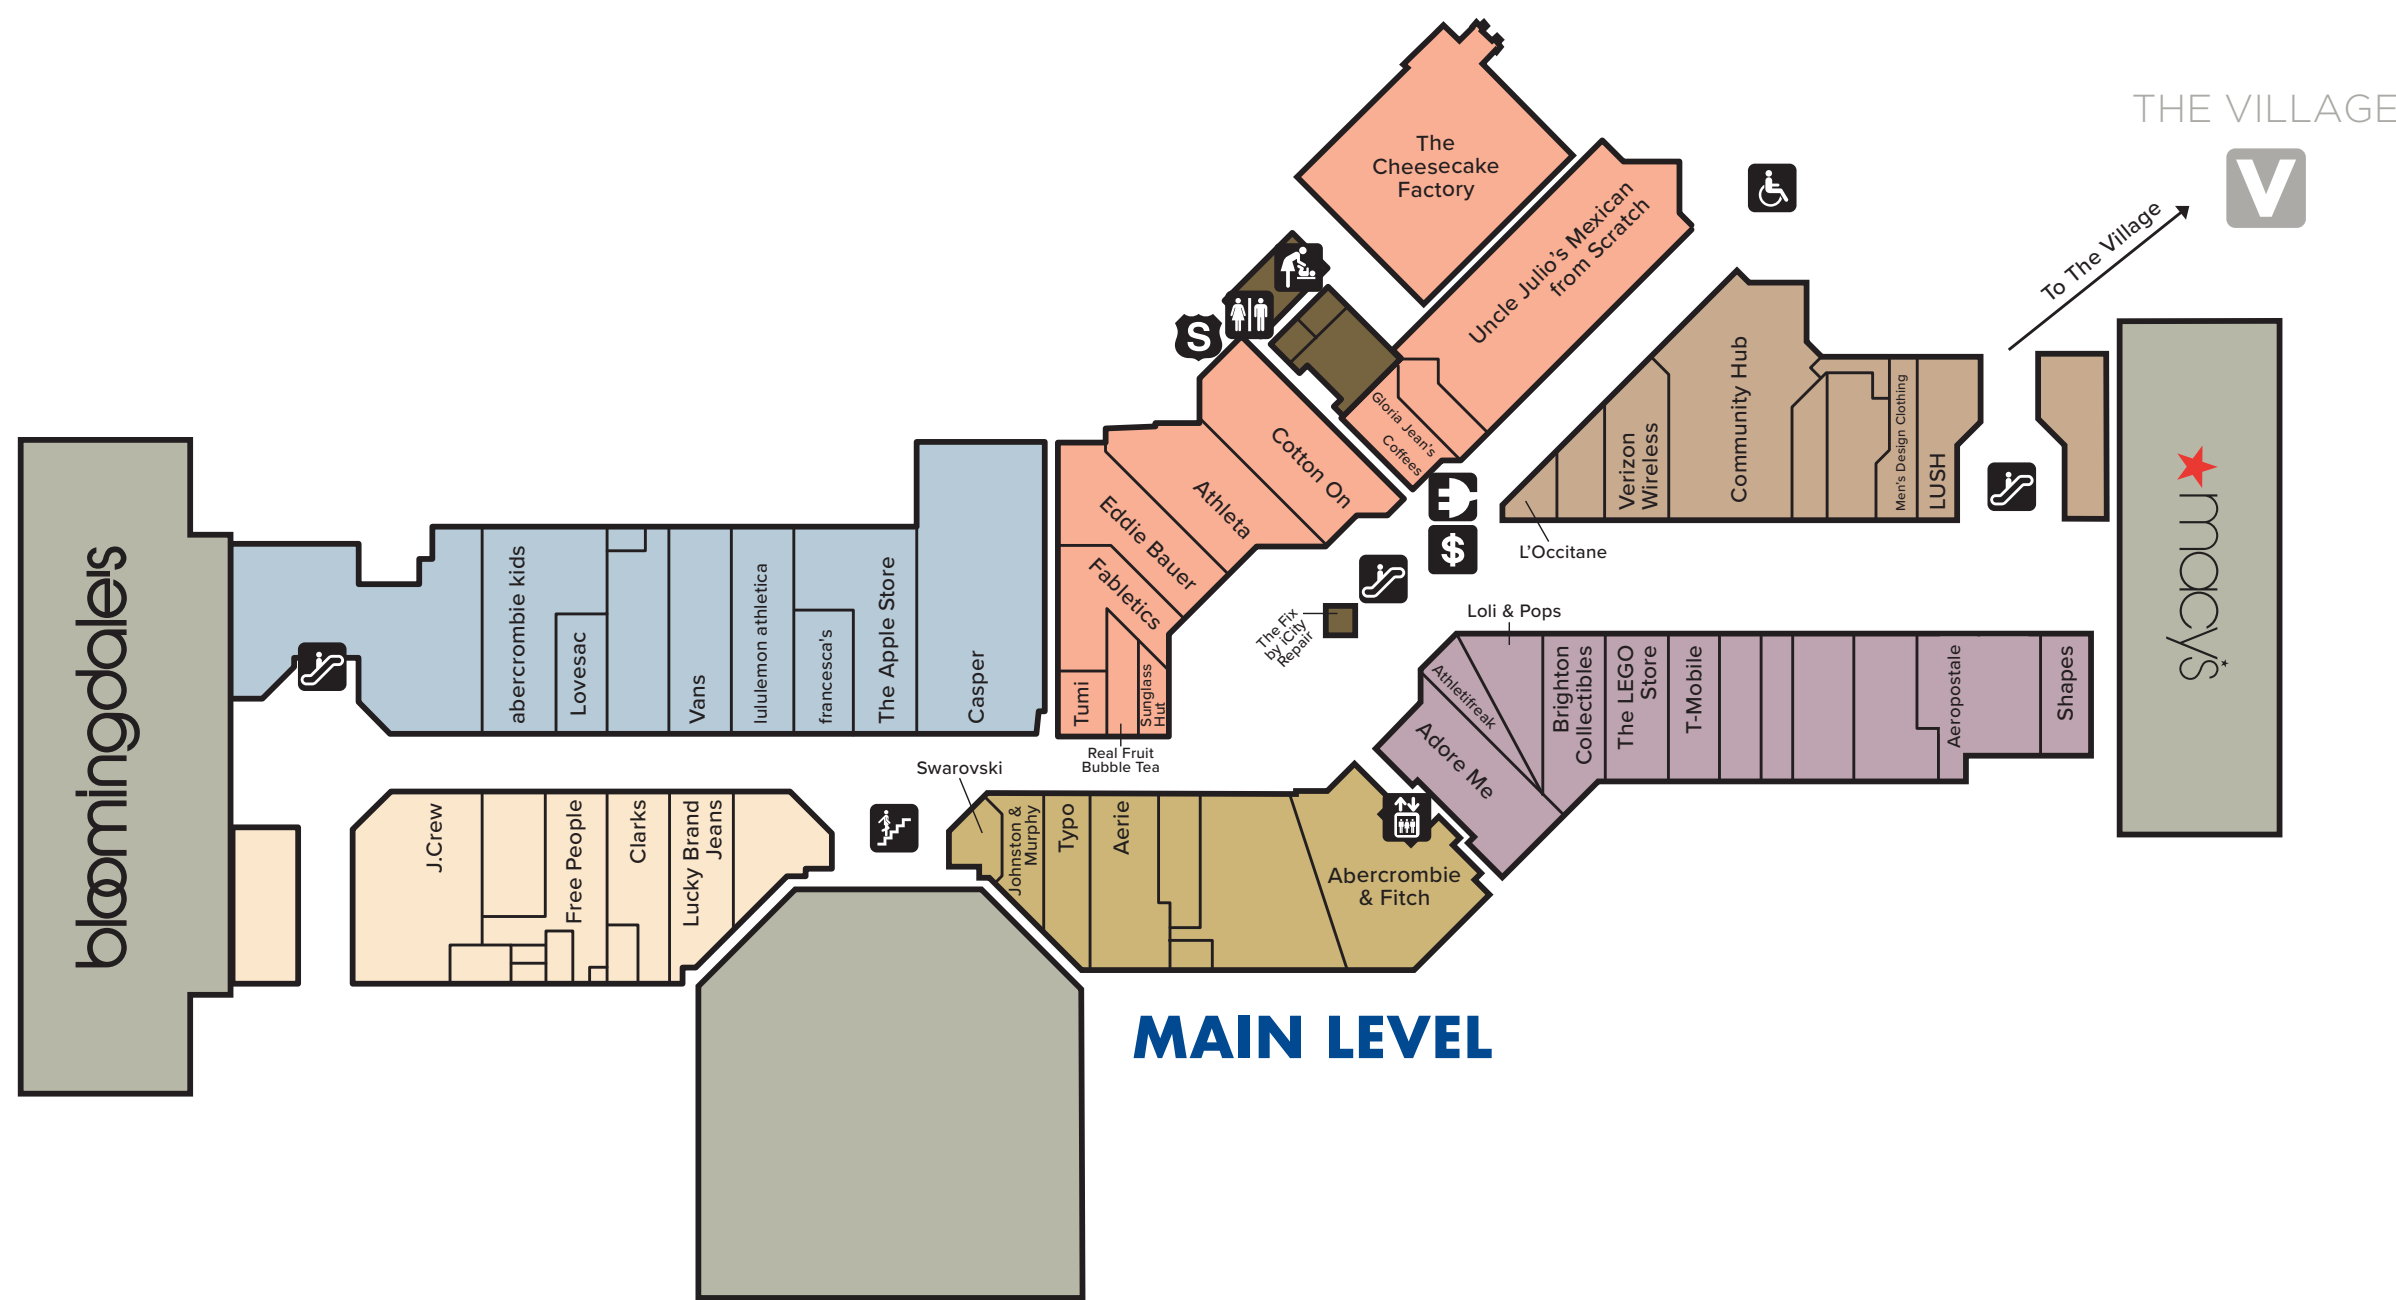 THE VILLAGE
V
To The Village
The
Cheesecake
Factory
Uncle Julio's Mexican
from Scratch
S
Gloria Jean's
Coffees
Cotton On
Athleta
Eddie Bauer
Fabletics
Tumi
Sunglass
Hut
Real Fruit
Bubble Tea
$
The Fix
by iCity
Repair
L'Occitane
Verizon
Wireless
Community Hub
Men's Design Clothing
LUSH
macy's
bloomingdales
abercrombie kids
Lovesac
Vans
lululemon athletica
francesca's
The Apple Store
Casper
Loli & Pops
Athletifreak
Adore Me
Brighton
Collectibles
The LEGO
Store
T-Mobile
Aeropostale
Shapes
J.Crew
Free People
Clarks
Lucky Brand
Jeans
Swarovski
Johnston &
Murphy
Typo
Aerie
Abercrombie
& Fitch
MAIN LEVEL